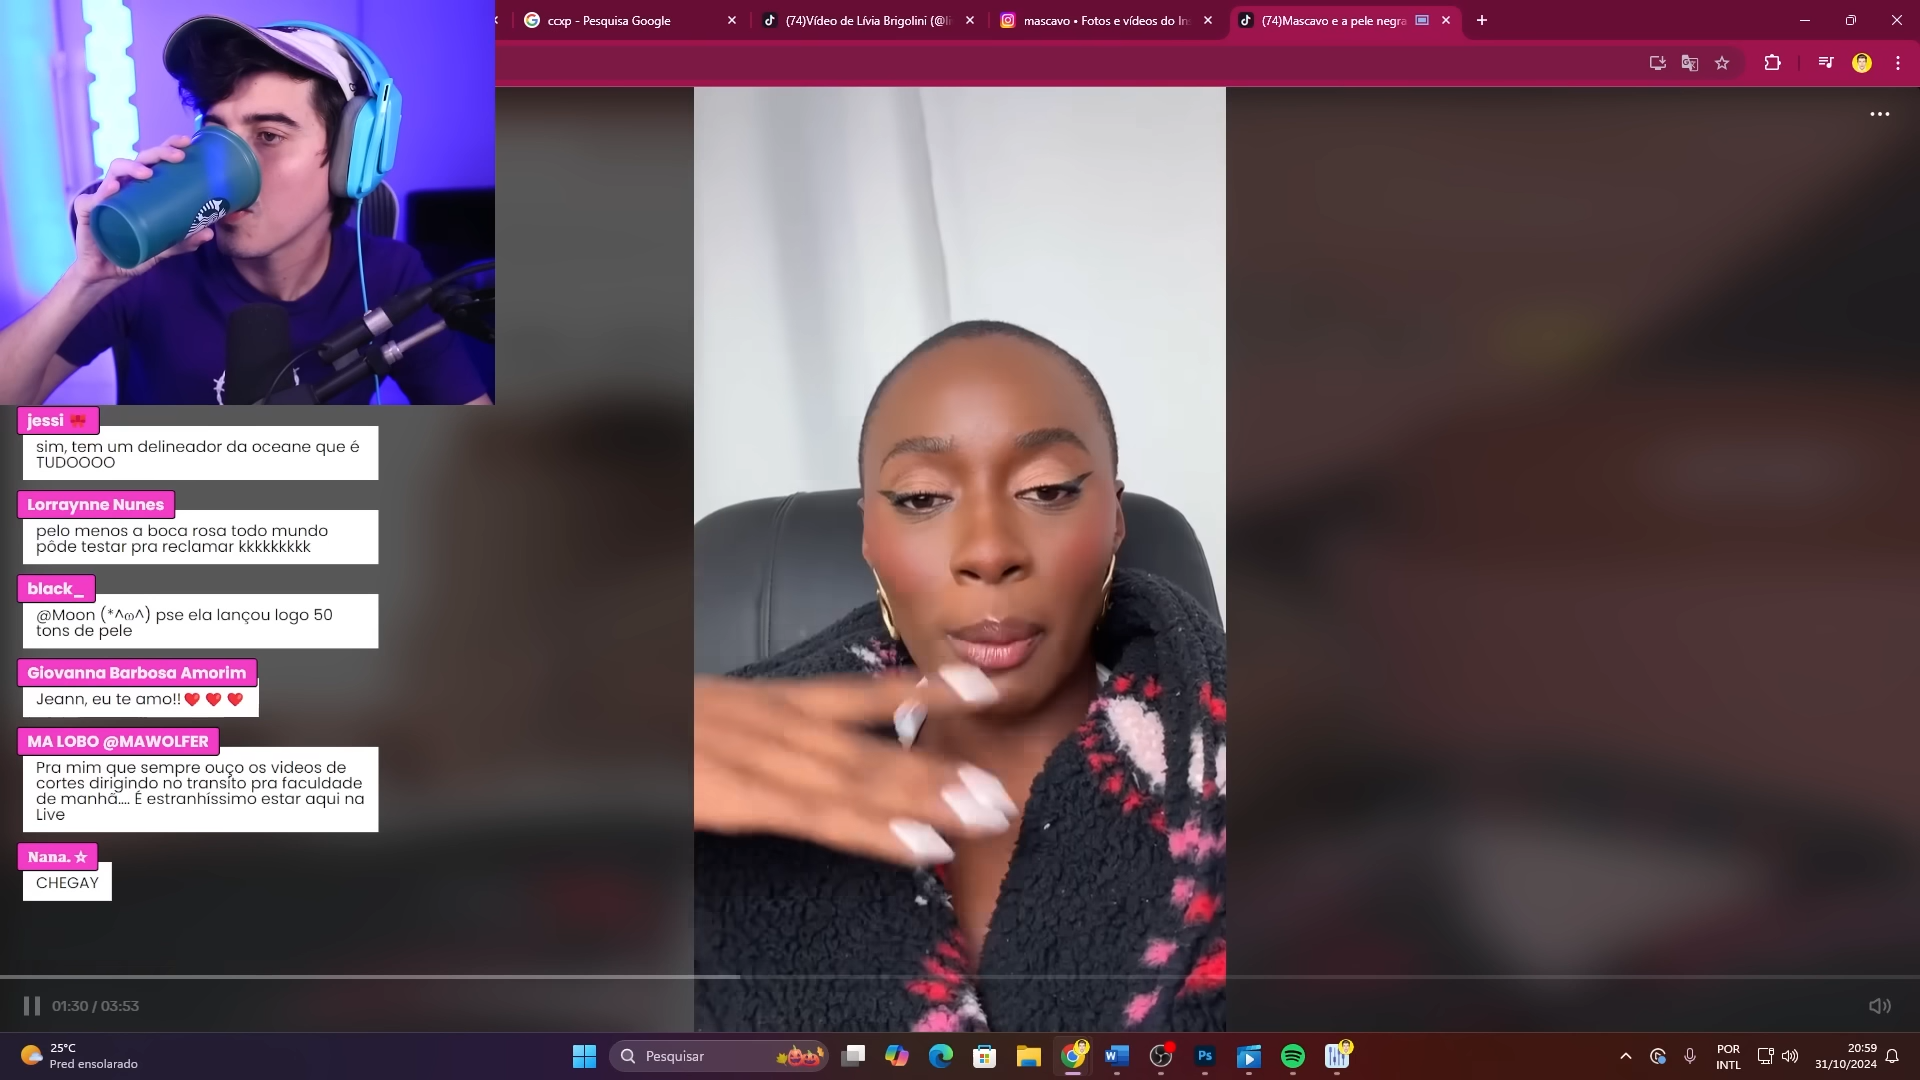 ccxp - Pesquisa Google
(74)Vídeo de Lívia Brigolini (@li
mascavo • Fotos e vídeos do In
(74)Mascavo e a pele negra
jessi
sim, tem um delineador da oceane que é
TUDOOOO
Lorraynne Nunes
pelo menos a boca rosa todo mundo
pôde testar pra reclamar kkkkkkkkk
black_
@Moon (*^ω^) pse ela lançou logo 50
tons de pele
Giovanna Barbosa Amorim
Jeann, eu te amo!!❤️ ❤️ ❤️
MA LOBO @MAWOLFER
Pra mim que sempre ouço os videos de
cortes dirigindo no transito pra faculdade
de manhã.... É estranhíssimo estar aqui na
Live
Nana. ☆
CHEGAY
01:30 / 03:53
25°C
Pred ensolarado
Pesquisar
POR
INTL
20:59
31/10/2024